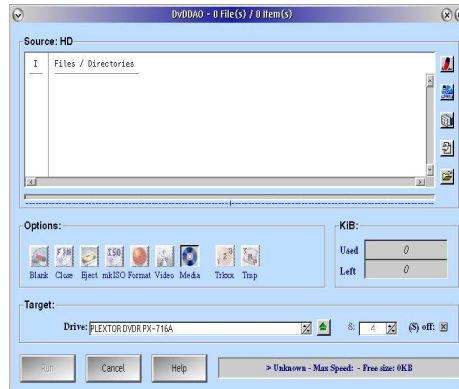 DvDDAO - 0 File(s) / 0 Item(s)
Source: HD
I Files / Directories
Options:
KiB:
Used 0
Left 0
Blank Close Eject mkISO Format Video Media Trkxx Tmp
Target:
Drive: PLEXTOR DVDR PX-716A S: 4 (S) off:
Run Cancel Help > Unknown - Max Speed: - Free size: 0KB